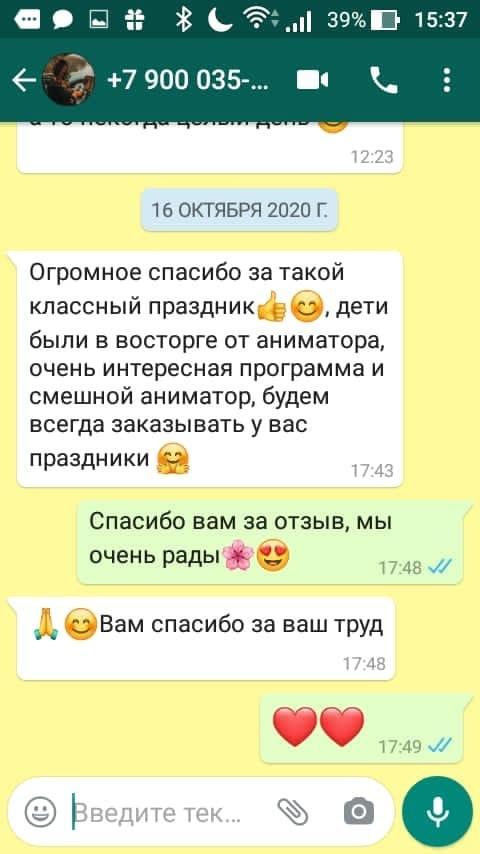 39% 15:37
+7 900 035-...
12:23
16 ОКТЯБРЯ 2020 Г.
Огромное спасибо за такой
классный праздник👍😊, дети
были в восторге от аниматора,
очень интересная программа и
смешной аниматор, будем
всегда заказывать у вас
праздники 🤗
17:43
Спасибо вам за отзыв, мы
очень рады🌸😍
17:48
🙏😊Вам спасибо за ваш труд
17:48
❤❤
17:49
Введите тек...